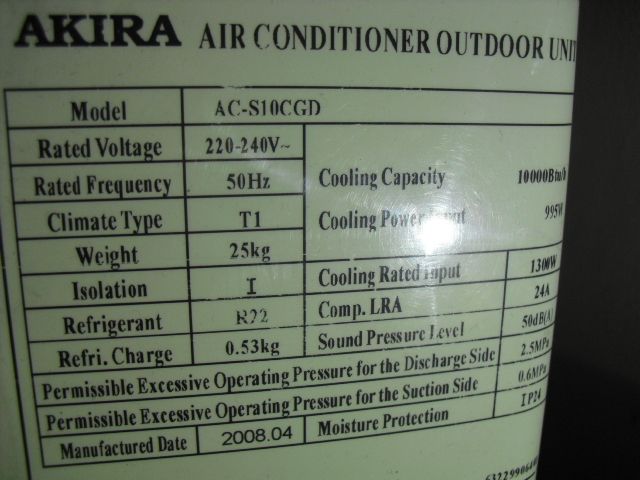 AKIRA AIR CONDITIONER OUTDOOR UNIT
Model AC-S10CGD
Rated Voltage 220-240V~
Rated Frequency 50Hz
Cooling Capacity 10000Btu/h
Climate Type T1
Cooling Power Input 995W
Weight 25kg
Isolation I
Cooling Rated Input 1300W
Refrigerant R22
Comp. LRA 24A
Refri. Charge 0.53kg
Sound Pressure Level 50dB(A)
Permissible Excessive Operating Pressure for the Discharge Side 2.5MPa
Permissible Excessive Operating Pressure for the Suction Side 0.6MPa
Manufactured Date 2008.04 Moisture Protection IP24